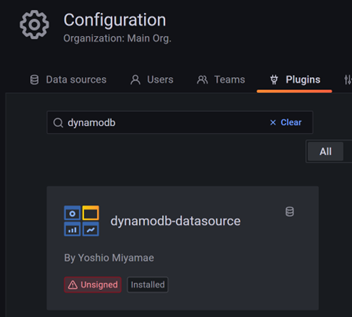 Configuration
Organization: Main Org.
Data sources Users Teams Plugins
dynamodb Clear
All
dynamodb-datasource
By Yoshio Miyamae
Unsigned Installed